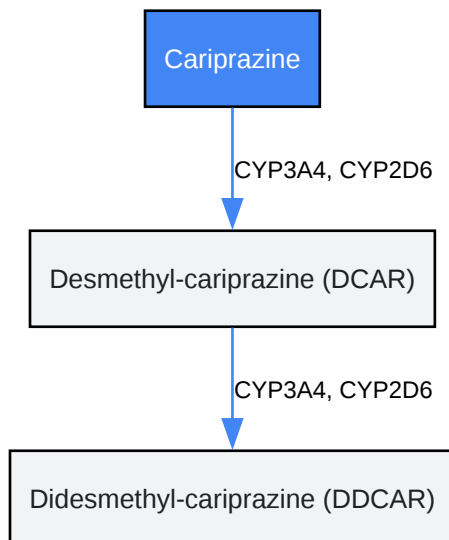 Cariprazine
CYP3A4, CYP2D6
Desmethyl-cariprazine (DCAR)
CYP3A4, CYP2D6
Didesmethyl-cariprazine (DDCAR)